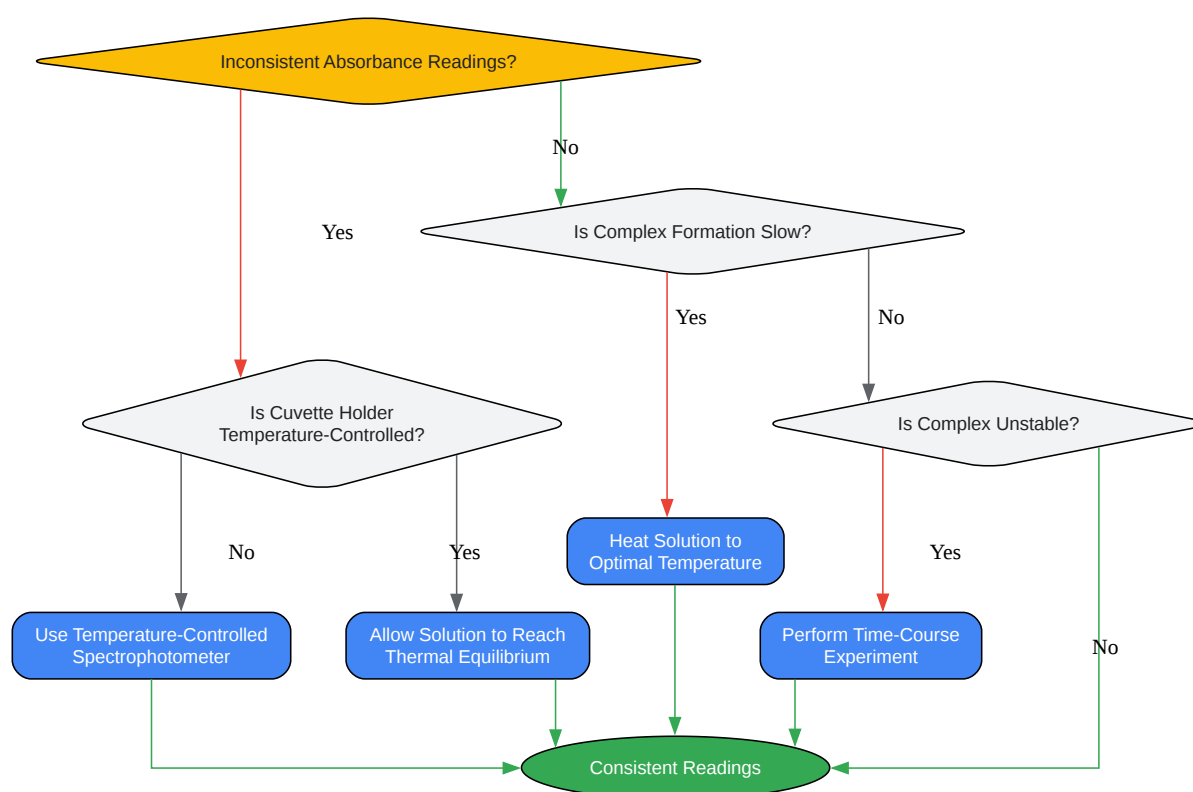 Inconsistent Absorbance Readings?
No
Yes
Is Complex Formation Slow?
Yes
No
Is Cuvette Holder
Temperature-Controlled?
Is Complex Unstable?
No
Yes
Heat Solution to
Optimal Temperature
Yes
No
Use Temperature-Controlled
Spectrophotometer
Allow Solution to Reach
Thermal Equilibrium
Perform Time-Course
Experiment
Consistent Readings